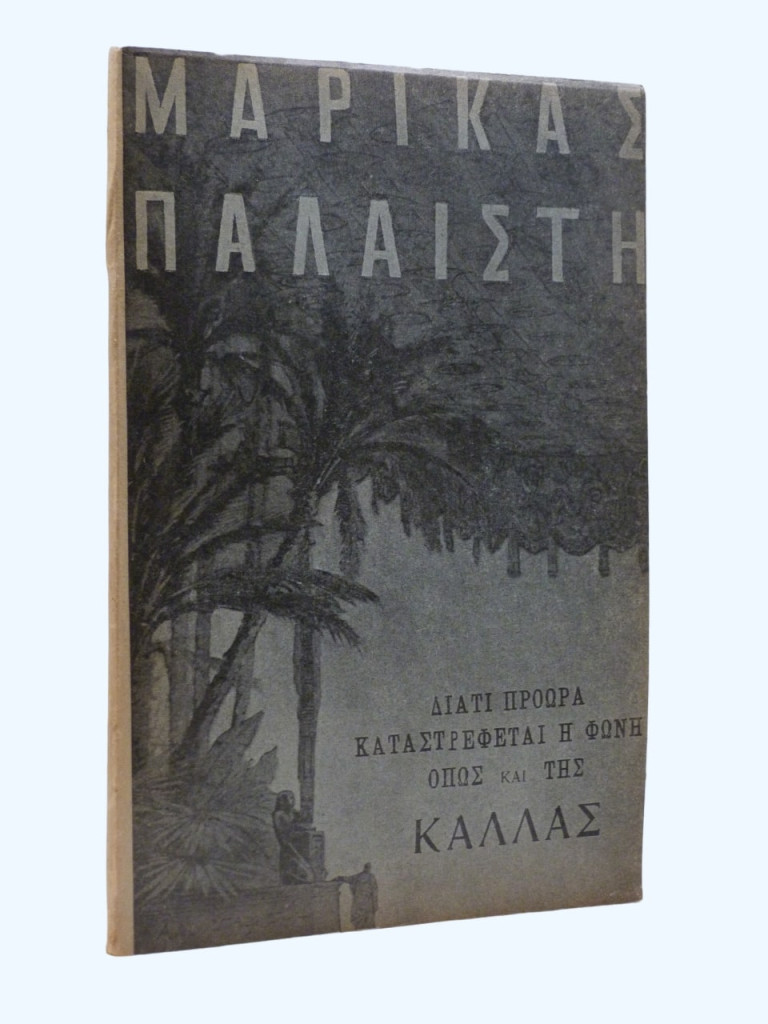 ΜΑΡΙΚΑΣ
ΠΑΛΑΙΣΤΗ
ΔΙΑΤΙ ΠΡΟΩΡΑ
ΚΑΤΑΣΤΡΕΦΕΤΑΙ Η ΦΩΝΗ
ΟΠΩΣ ΚΑΙ ΤΗΣ
ΚΑΛΛΑΣ